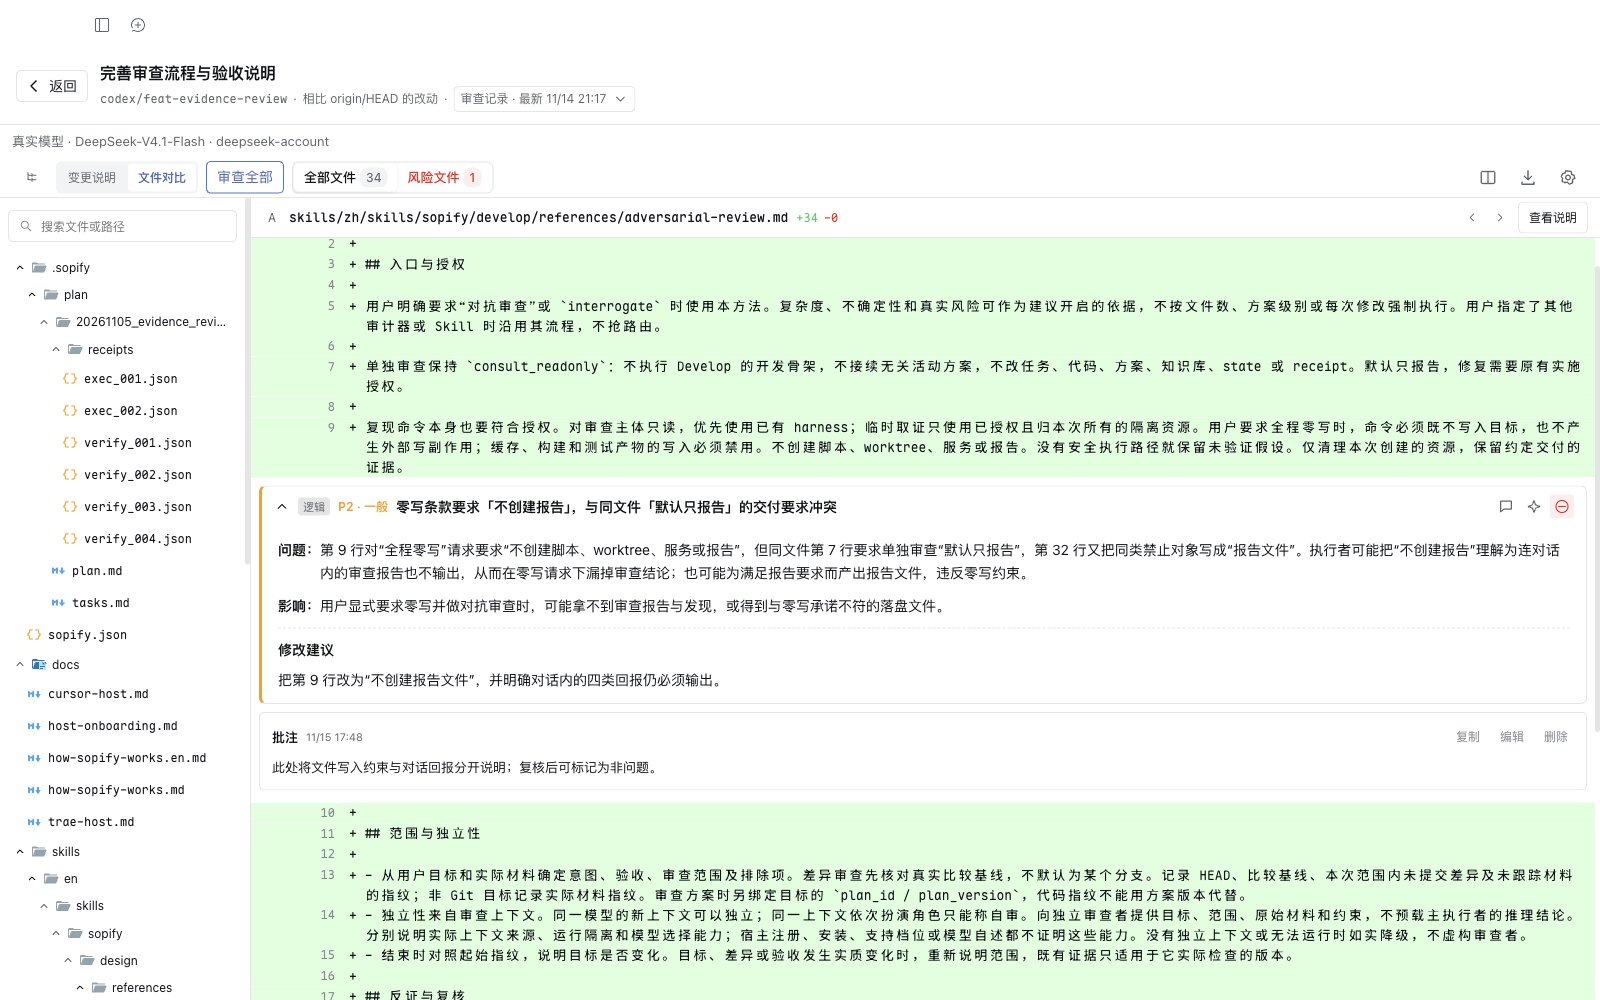 返回
完善审查流程与验收说明
codex/feat-evidence-review · 相比 origin/HEAD 的改动 · 审查记录 · 最新 11/14 21:17
真实模型 · DeepSeek-V4.1-Flash · deepseek-account
变更说明 文件对比 审查全部 全部文件 34 风险文件 1
搜索文件或路径
.sopify
plan
20261105_evidence_revi...
receipts
exec_001.json
exec_002.json
verify_001.json
verify_002.json
verify_003.json
verify_004.json
plan.md
tasks.md
sopify.json
docs
cursor-host.md
host-onboarding.md
how-sopify-works.en.md
how-sopify-works.md
trae-host.md
skills
en
skills
sopify
design
references
A skills/zh/skills/sopify/develop/references/adversarial-review.md +34 -0
查看说明
2 +
3 + ## 入口与授权
4 +
5 + 用户明确要求“对抗审查”或 `interrogate` 时使用本方法。复杂度、不确定性和真实风险可作为建议开启的依据，不按文件数、方案级别或每次修改强制执行。用户指定了其他
审计器或 Skill 时沿用其流程，不抢路由。
6 +
7 + 单独审查保持 `consult_readonly`：不执行 Develop 的开发骨架，不接续无关活动方案，不改任务、代码、方案、知识库、state 或 receipt。默认只报告，修复需要原有实施
授权。
8 +
9 + 复现命令本身也要符合授权。对审查主体只读，优先使用已有 harness；临时取证只使用已授权且归本次所有的隔离资源。用户要求全程零写时，命令必须既不写入目标，也不产
生外部写副作用；缓存、构建和测试产物的写入必须禁用。不创建脚本、worktree、服务或报告。没有安全执行路径就保留未验证假设。仅清理本次创建的资源，保留约定交付的
证据。
逻辑 P2 · 一般 零写条款要求「不创建报告」，与同文件「默认只报告」的交付要求冲突
问题：第 9 行对“全程零写”请求要求“不创建脚本、worktree、服务或报告”，但同文件第 7 行要求单独审查“默认只报告”，第 32 行又把同类禁止对象写成“报告文件”。执行者可能把“不创建报告”理解为连对话
内的审查报告也不输出，从而在零写请求下漏掉审查结论；也可能为满足报告要求而产出报告文件，违反零写约束。
影响：用户显式要求零写并做对抗审查时，可能拿不到审查报告与发现，或得到与零写承诺不符的落盘文件。
修改建议
把第 9 行改为“不创建报告文件”，并明确对话内的四类回报仍必须输出。
批注 11/15 17:48 复制 编辑 删除
此处将文件写入约束与对话回报分开说明；复核后可标记为非问题。
10 +
11 + ## 范围与独立性
12 +
13 + - 从用户目标和实际材料确定意图、验收、审查范围及排除项。差异审查先核对真实比较基线，不默认为某个分支。记录 HEAD、比较基线、本次范围内未提交差异及未跟踪材料
的指纹；非 Git 目标记录实际材料指纹。审查方案时另绑定目标的 `plan_id / plan_version`，代码指纹不能用方案版本代替。
14 + - 独立性来自审查上下文。同一模型的新上下文可以独立；同一上下文依次扮演角色只能称自审。向独立审查者提供目标、范围、原始材料和约束，不预载主执行者的推理结论。
分别说明实际上下文来源、运行隔离和模型选择能力；宿主注册、安装、支持档位或模型自述都不证明这些能力。没有独立上下文或无法运行时如实降级，不虚构审查者。
15 + - 结束时对照起始指纹，说明目标是否变化。目标、差异或验收发生实质变化时，重新说明范围，既有证据只适用于它实际检查的版本。
16 +
17 + ## 反证与复核